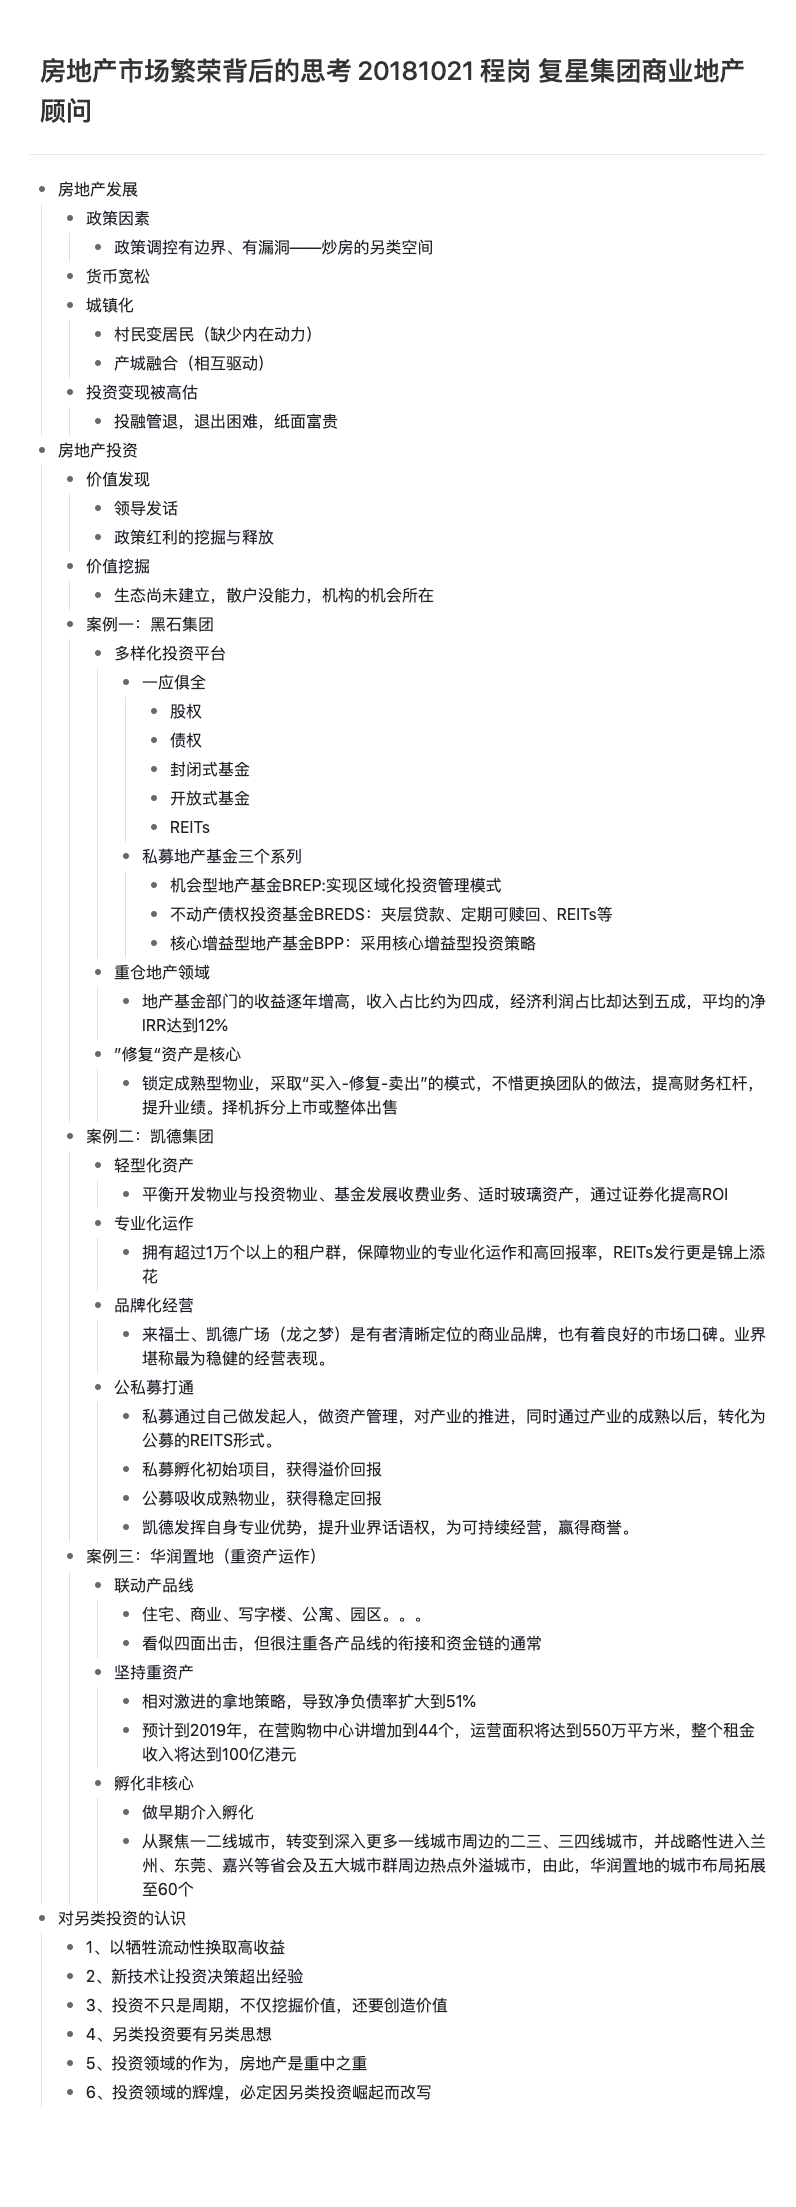 房地产市场繁荣背后的思考 20181021 程岗 复星集团商业地产
顾问
房地产发展
政策因素
政策调控有边界、有漏洞——炒房的另类空间
货币宽松
城镇化
村民变居民（缺少内在动力）
产城融合（相互驱动）
投资变现被高估
投融管退，退出困难，纸面富贵
房地产投资
价值发现
领导发话
政策红利的挖掘与释放
价值挖掘
生态尚未建立，散户没能力，机构的机会所在
案例一：黑石集团
多样化投资平台
一应俱全
股权
债权
封闭式基金
开放式基金
REITs
私募地产基金三个系列
机会型地产基金BREP:实现区域化投资管理模式
不动产债权投资基金BREDS：夹层贷款、定期可赎回、REITs等
核心增益型地产基金BPP：采用核心增益型投资策略
重仓地产领域
地产基金部门的收益逐年增高，收入占比约为四成，经济利润占比却达到五成，平均的净
IRR达到12%
”修复“资产是核心
锁定成熟型物业，采取“买入-修复-卖出”的模式，不惜更换团队的做法，提高财务杠杆，
提升业绩。择机拆分上市或整体出售
案例二：凯德集团
轻型化资产
平衡开发物业与投资物业、基金发展收费业务、适时玻璃资产，通过证券化提高ROI
专业化运作
拥有超过1万个以上的租户群，保障物业的专业化运作和高回报率，REITs发行更是锦上添
花
品牌化经营
来福士、凯德广场（龙之梦）是有者清晰定位的商业品牌，也有着良好的市场口碑。业界
堪称最为稳健的经营表现。
公私募打通
私募通过自己做发起人，做资产管理，对产业的推进，同时通过产业的成熟以后，转化为
公募的REITS形式。
私募孵化初始项目，获得溢价回报
公募吸收成熟物业，获得稳定回报
凯德发挥自身专业优势，提升业界话语权，为可持续经营，赢得商誉。
案例三：华润置地（重资产运作）
联动产品线
住宅、商业、写字楼、公寓、园区。。。
看似四面出击，但很注重各产品线的衔接和资金链的通常
坚持重资产
相对激进的拿地策略，导致净负债率扩大到51%
预计到2019年，在营购物中心讲增加到44个，运营面积将达到550万平方米，整个租金
收入将达到100亿港元
孵化非核心
做早期介入孵化
从聚焦一二线城市，转变到深入更多一线城市周边的二三、三四线城市，并战略性进入兰
州、东莞、嘉兴等省会及五大城市群周边热点外溢城市，由此，华润置地的城市布局拓展
至60个
对另类投资的认识
1、以牺牲流动性换取高收益
2、新技术让投资决策超出经验
3、投资不只是周期，不仅挖掘价值，还要创造价值
4、另类投资要有另类思想
5、投资领域的作为，房地产是重中之重
6、投资领域的辉煌，必定因另类投资崛起而改写